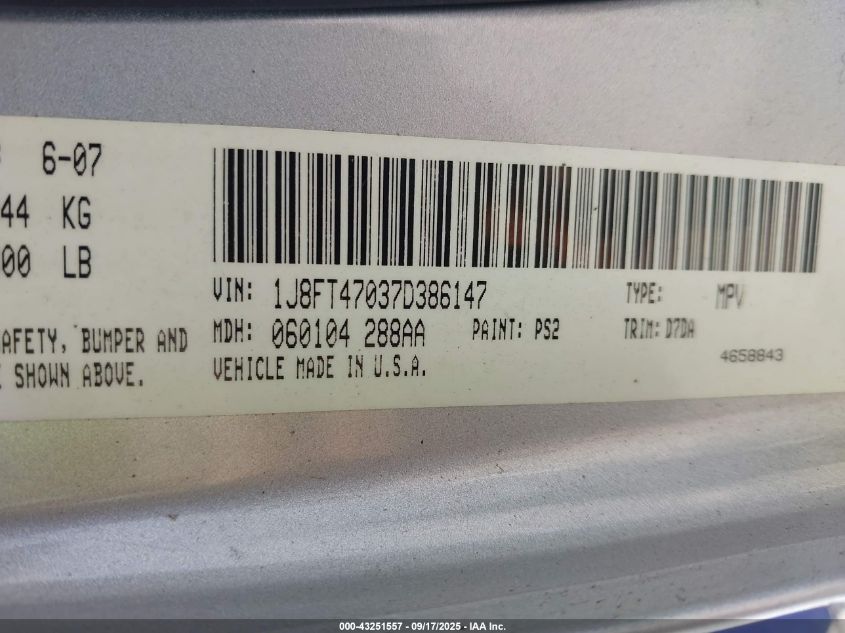 6-07
44 KG
00 LB
AFETY, BUMPER AND
SHOWN ABOVE.
VIN: 1J8FT47037D386147 TYPE: MPV
MDH: 060104 288AA PAINT: PS2 TRIM: D7DA
VEHICLE MADE IN U.S.A. 4658843
000-43251557 - 09/17/2025 - IAA Inc.